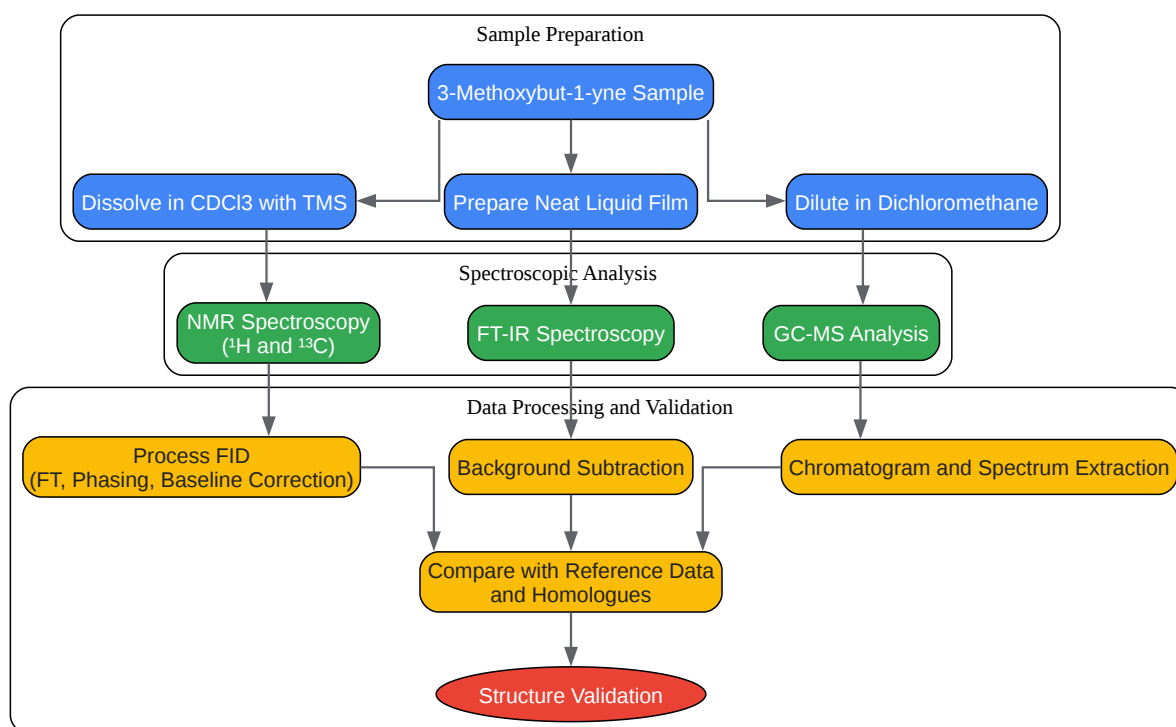 Sample Preparation
3-Methoxybut-1-yne Sample
Dissolve in CDCl3 with TMS
Prepare Neat Liquid Film
Dilute in Dichloromethane
Spectroscopic Analysis
NMR Spectroscopy
(¹H and ¹³C)
FT-IR Spectroscopy
GC-MS Analysis
Data Processing and Validation
Process FID
(FT, Phasing, Baseline Correction)
Background Subtraction
Chromatogram and Spectrum Extraction
Compare with Reference Data
and Homologues
Structure Validation